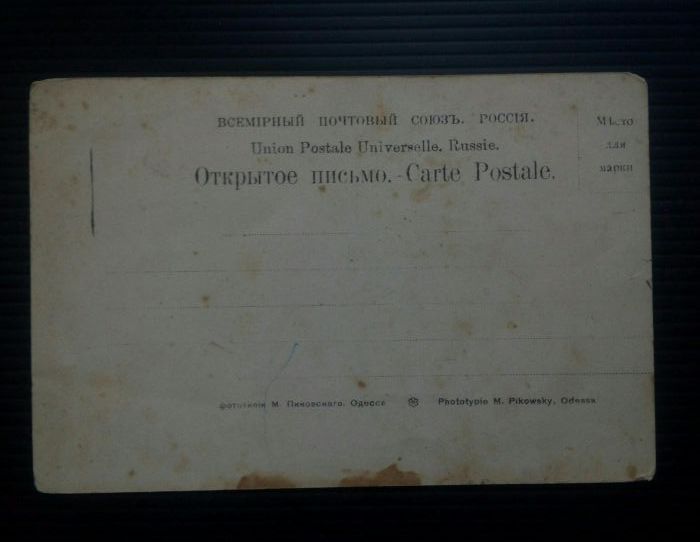 ВСЕМІРНЫЙ ПОЧТОВЫЙ СОЮЗЪ. РОССІЯ.
Union Postale Universelle. Russie.
Открытое письмо. - Carte Postale.
Мѣсто
для
марки
Фототипія М. Пиковскаго. Одесса Phototypie M. Pikowsky, Odessa